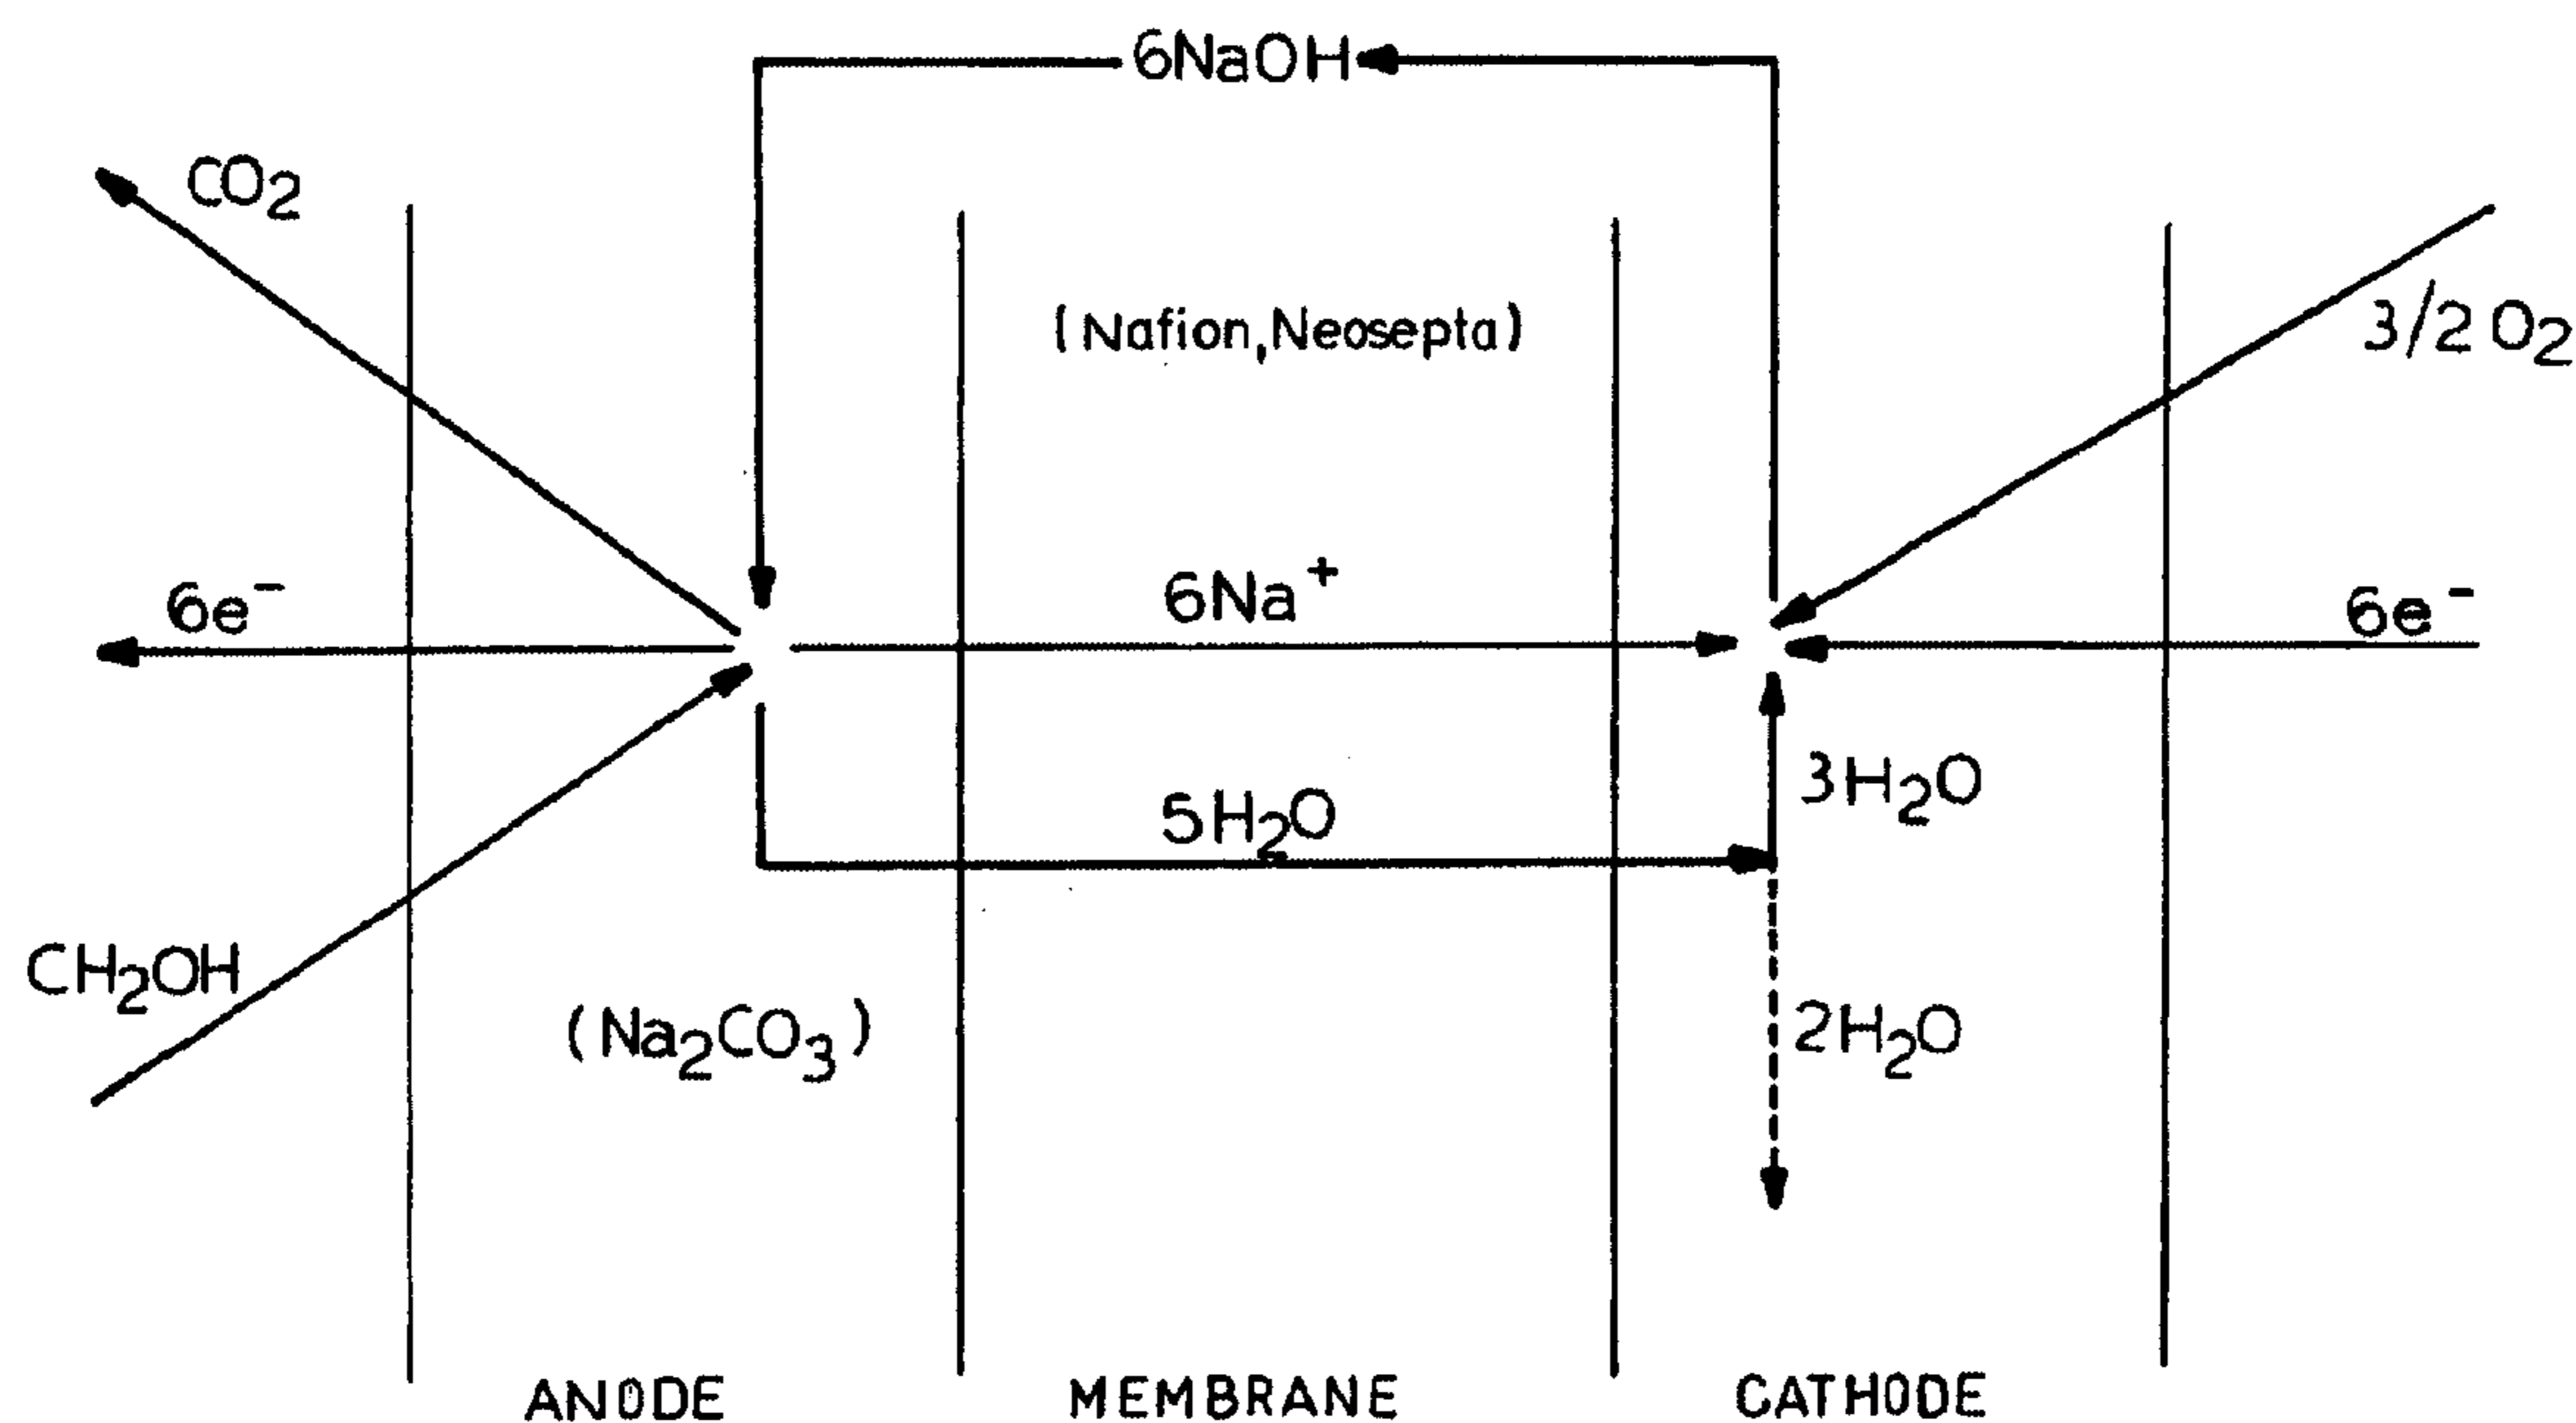 6NaOH
CO2
(Nafion,Neosepta)
3/2 O2
6e-
6Na+
6e-
3H2O
5H2O
CH2OH
(Na2CO3)
2H2O
ANODE
MEMBRANE
CATHODE